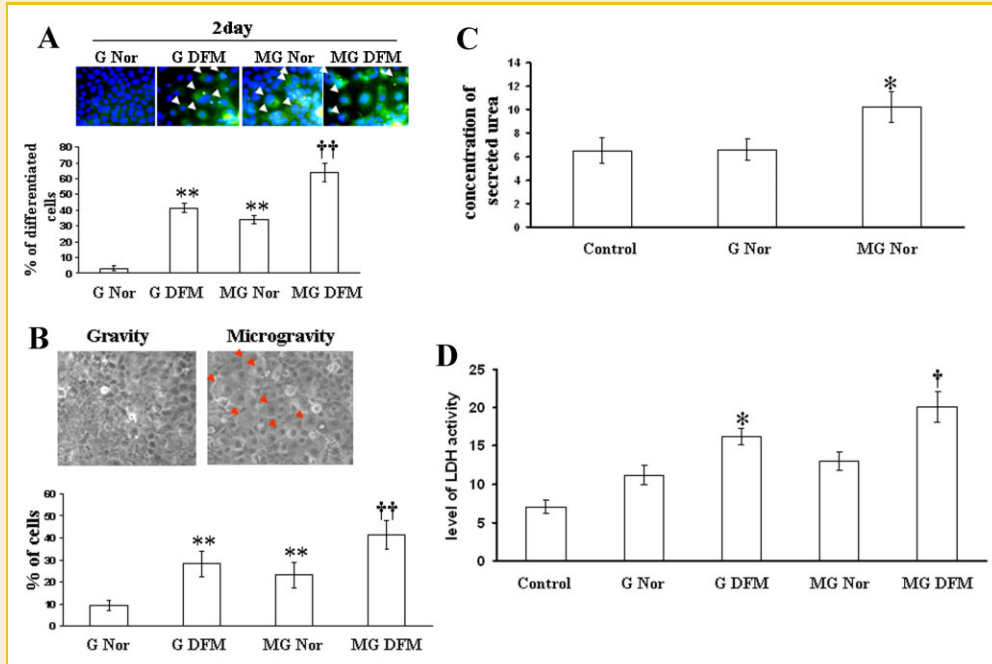 A
2day
G Nor G DFM MG Nor MG DFM
% of differentiated
cells
80
70
60
50
40
30
20
10
0
**
**
††
G Nor G DFM MG Nor MG DFM
B
Gravity Microgravity
% of cells
60
50
40
30
20
10
0
**
**
††
G Nor G DFM MG Nor MG DFM
C
concentration of
secreted urea
16
14
12
10
8
6
4
2
0
*
Control G Nor MG Nor
D
level of LDH activity
25
20
15
10
5
0
*
†
Control G Nor G DFM MG Nor MG DFM